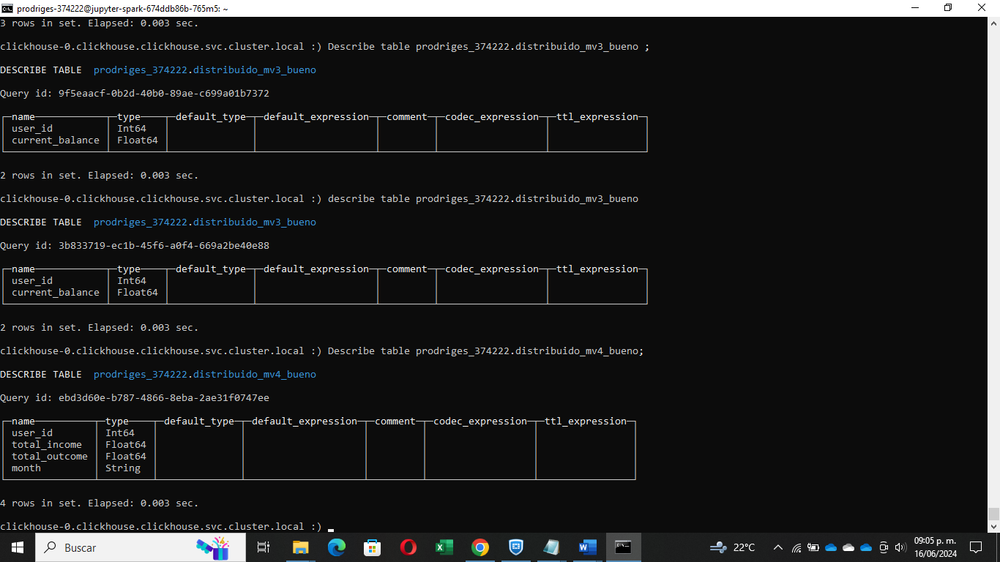 prodriges-374222@jupyter-spark-674ddb86b-765m5: ~
3 rows in set. Elapsed: 0.003 sec.
clickhouse-0.clickhouse.clickhouse.svc.cluster.local :) Describe table prodriges_374222.distribuido_mv3_bueno ;
DESCRIBE TABLE prodriges_374222.distribuido_mv3_bueno
Query id: 9f5eaacf-0b2d-40b0-89ae-c699a01b7372
name type default_type default_expression comment codec_expression ttl_expression
user_id Int64
current_balance Float64
2 rows in set. Elapsed: 0.003 sec.
clickhouse-0.clickhouse.clickhouse.svc.cluster.local :) describe table prodriges_374222.distribuido_mv3_bueno
DESCRIBE TABLE prodriges_374222.distribuido_mv3_bueno
Query id: 3b833719-ec1b-45f6-a0f4-669a2be40e88
name type default_type default_expression comment codec_expression ttl_expression
user_id Int64
current_balance Float64
2 rows in set. Elapsed: 0.003 sec.
clickhouse-0.clickhouse.clickhouse.svc.cluster.local :) Describe table prodriges_374222.distribuido_mv4_bueno;
DESCRIBE TABLE prodriges_374222.distribuido_mv4_bueno
Query id: ebd3d60e-b787-4866-8eba-2ae31f0747ee
name type default_type default_expression comment codec_expression ttl_expression
user_id Int64
total_income Float64
total_outcome Float64
month String
4 rows in set. Elapsed: 0.003 sec.
clickhouse-0.clickhouse.clickhouse.svc.cluster.local :)
Buscar
22°C
09:05 p. m.
16/06/2024